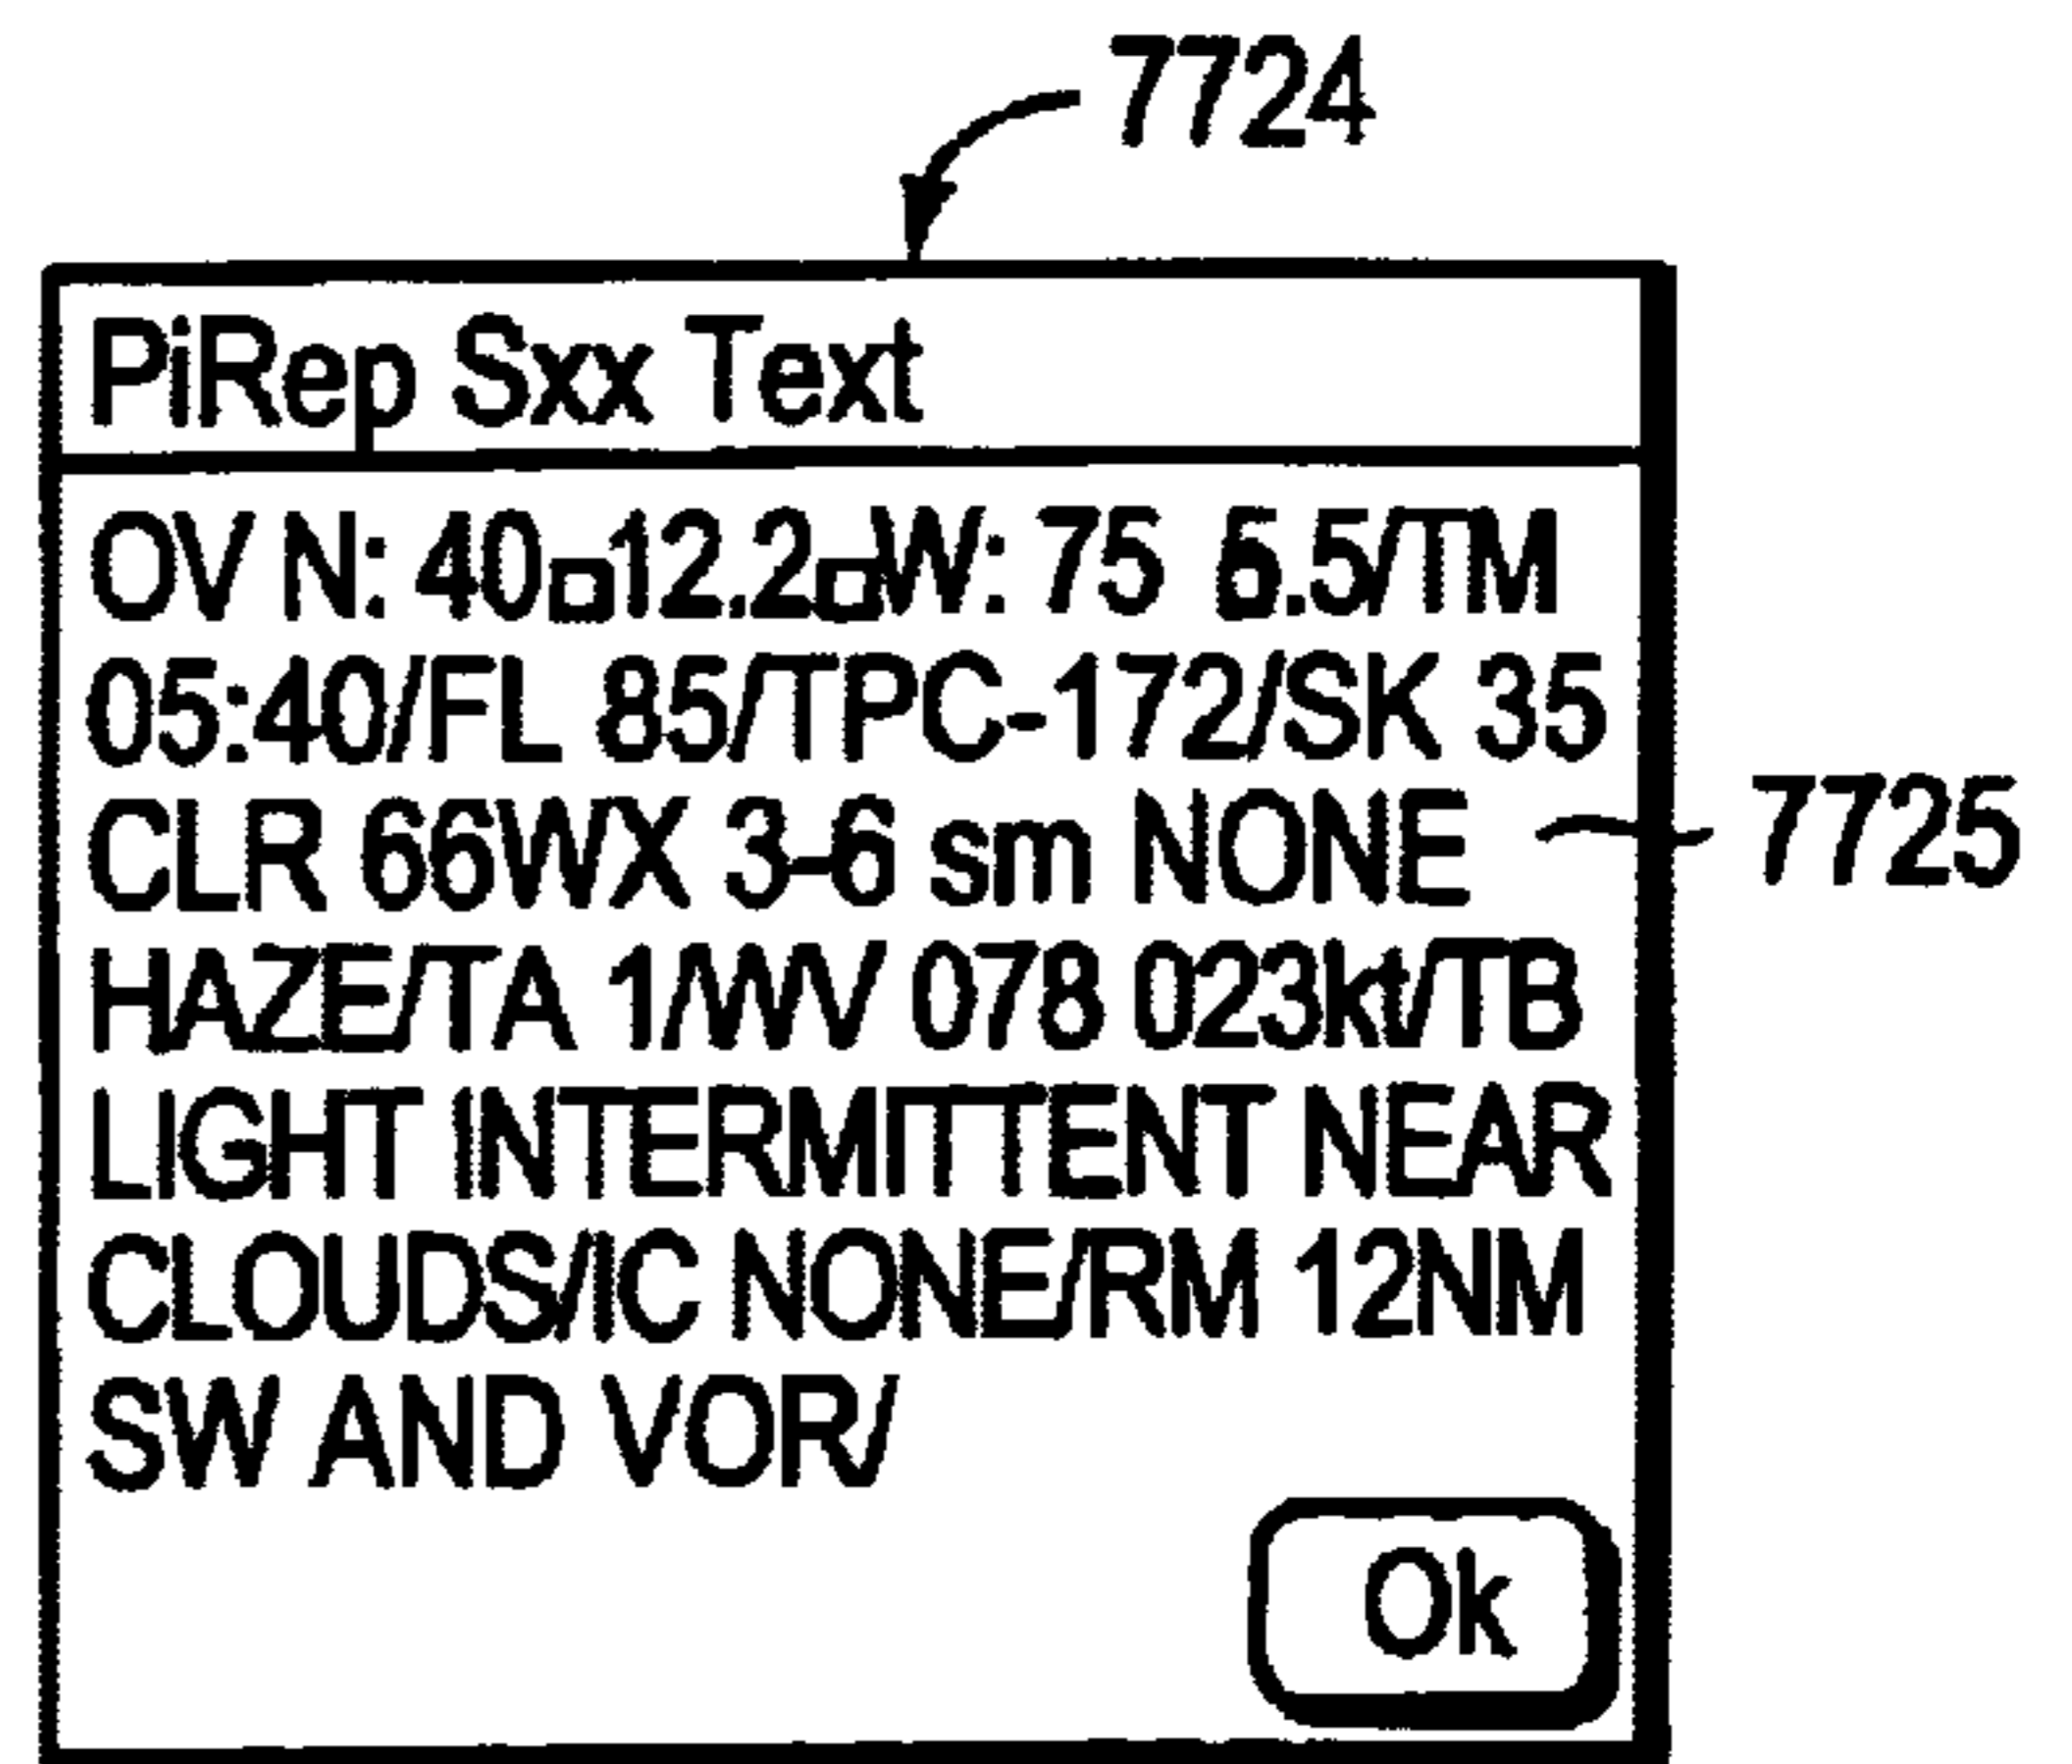 7724
PiRep Sxx Text
OV N: 40▫12.2▫W: 75 6.5/TM
05:40/FL 85/TPC-172/SK 35
CLR 66WX 3-6 sm NONE
7725
HAZE/TA 1/WV 078 023kt/TB
LIGHT INTERMITTENT NEAR
CLOUDS/IC NONE/RM 12NM
SW AND VOR/
Ok